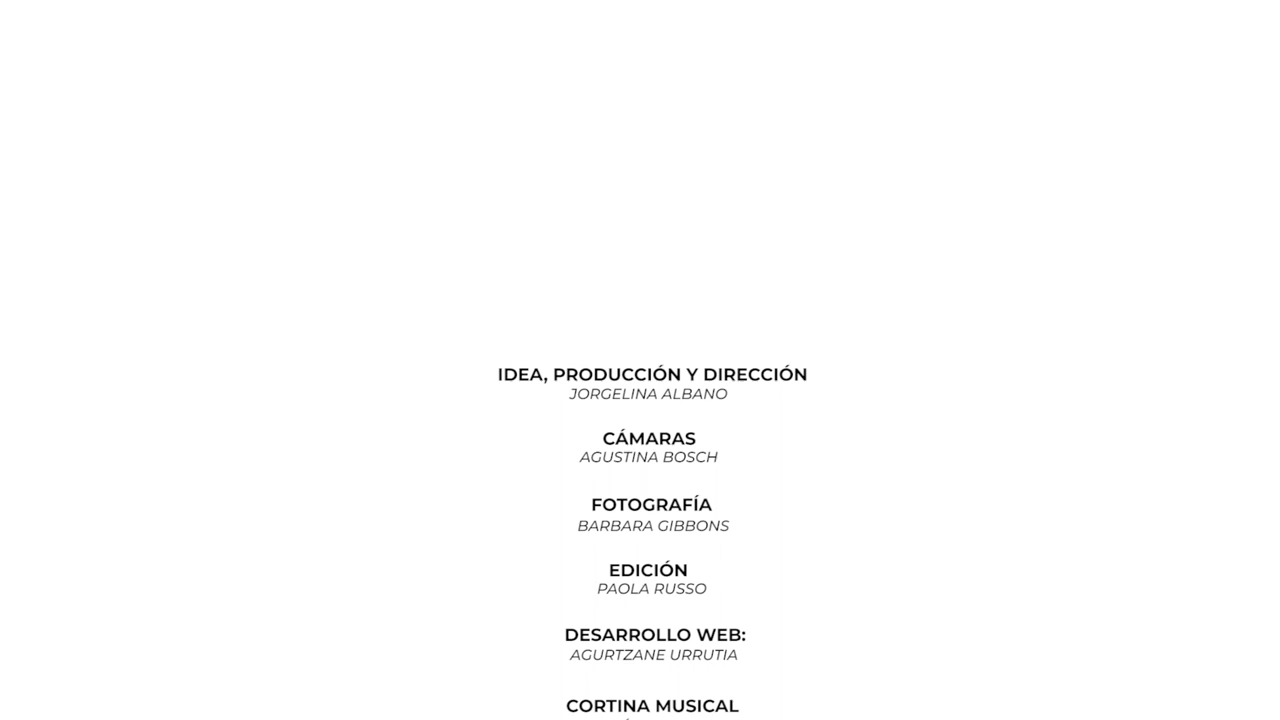 IDEA, PRODUCCIÓN Y DIRECCIÓN
JORGELINA ALBANO
CÁMARAS
AGUSTINA BOSCH
FOTOGRAFÍA
BARBARA GIBBONS
EDICIÓN
PAOLA RUSSO
DESARROLLO WEB:
AGURTZANE URRUTIA
CORTINA MUSICAL